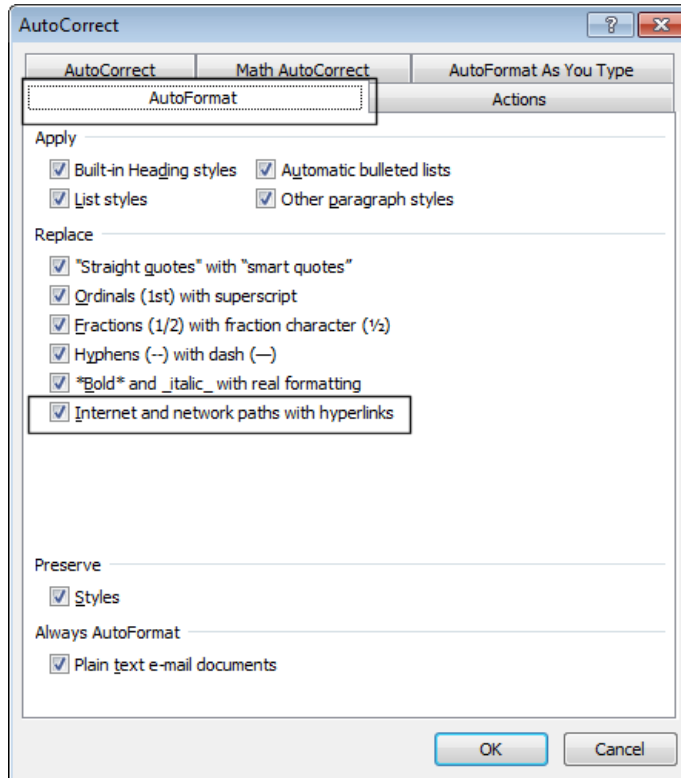 AutoCorrect
AutoCorrect Math AutoCorrect AutoFormat As You Type
AutoFormat Actions
Apply
Built-in Heading styles Automatic bulleted lists
List styles Other paragraph styles
Replace
"Straight quotes" with “smart quotes”
Ordinals (1st) with superscript
Fractions (1/2) with fraction character (½)
Hyphens (--) with dash (—)
*Bold* and _italic_ with real formatting
Internet and network paths with hyperlinks
Preserve
Styles
Always AutoFormat
Plain text e-mail documents
OK Cancel